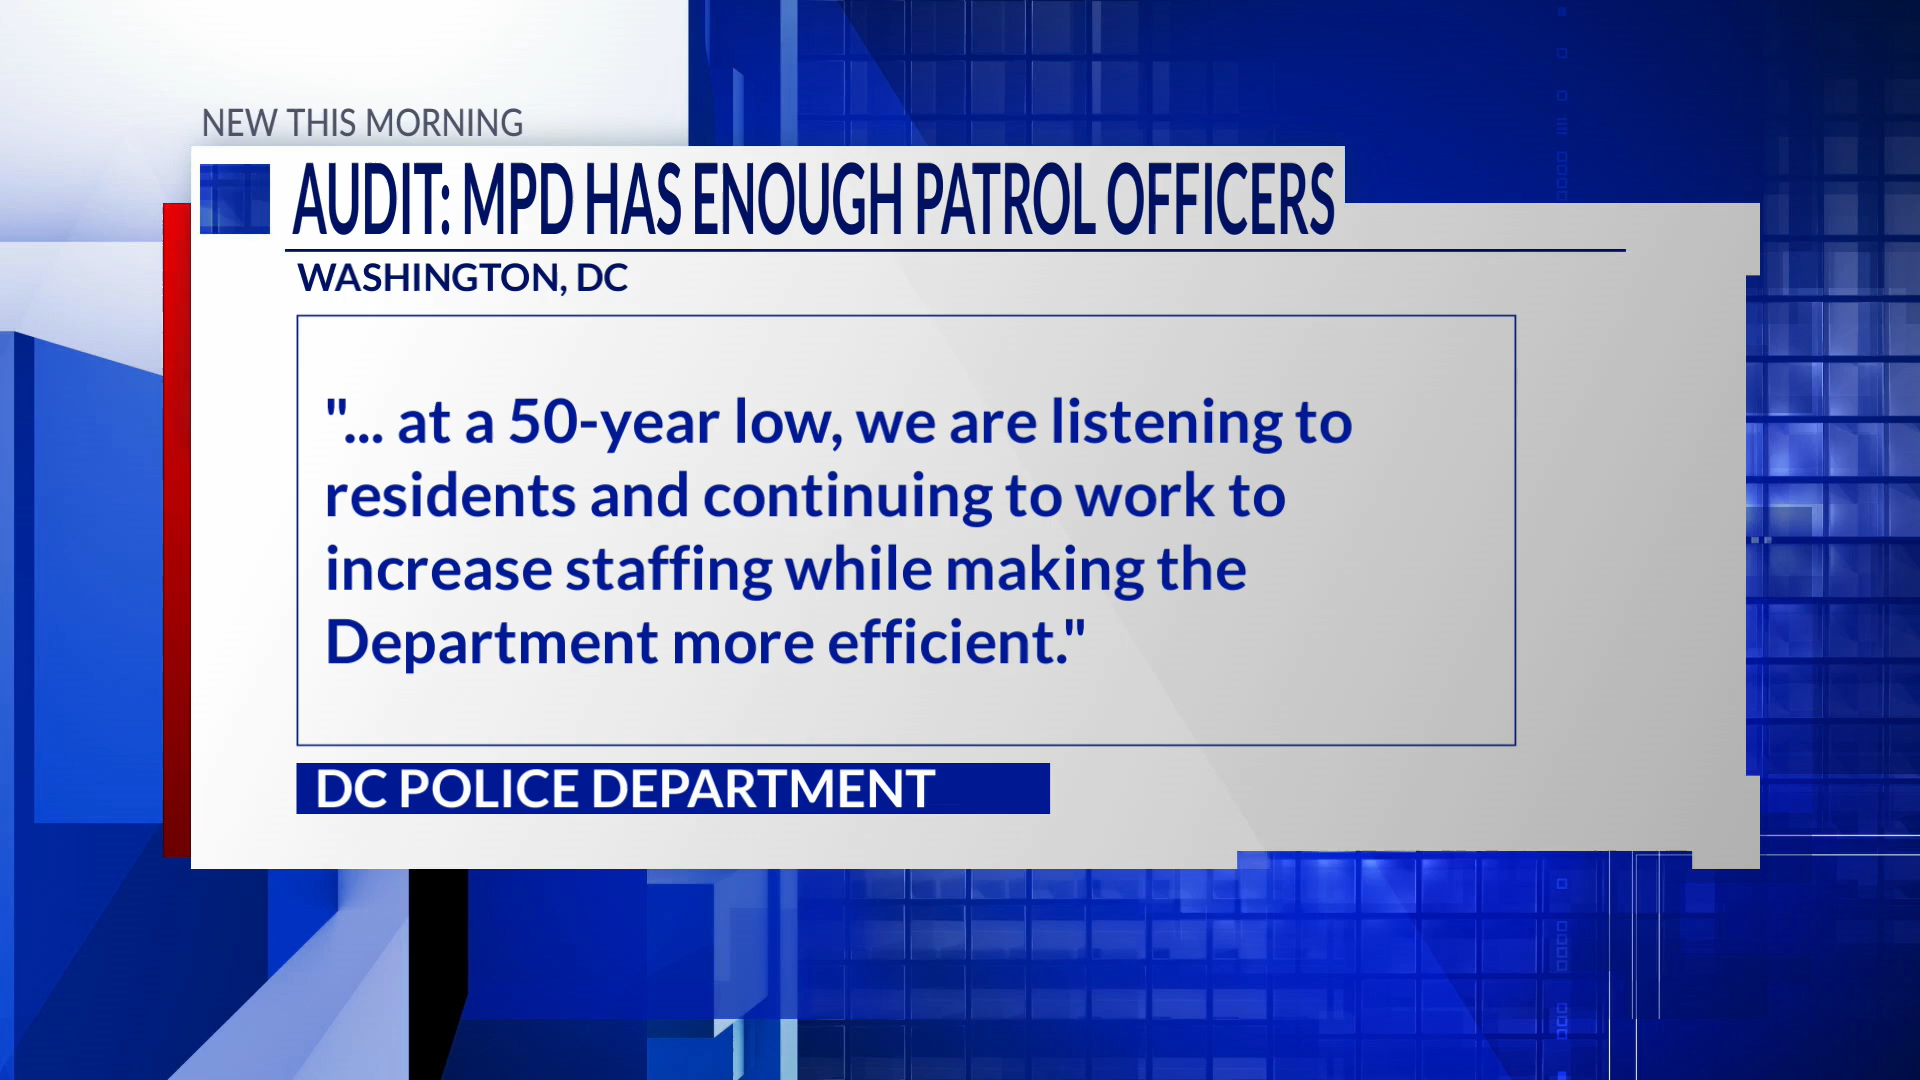 NEW THIS MORNING
AUDIT: MPD HAS ENOUGH PATROL OFFICERS
WASHINGTON, DC
"... at a 50-year low, we are listening to
residents and continuing to work to
increase staffing while making the
Department more efficient."
DC POLICE DEPARTMENT